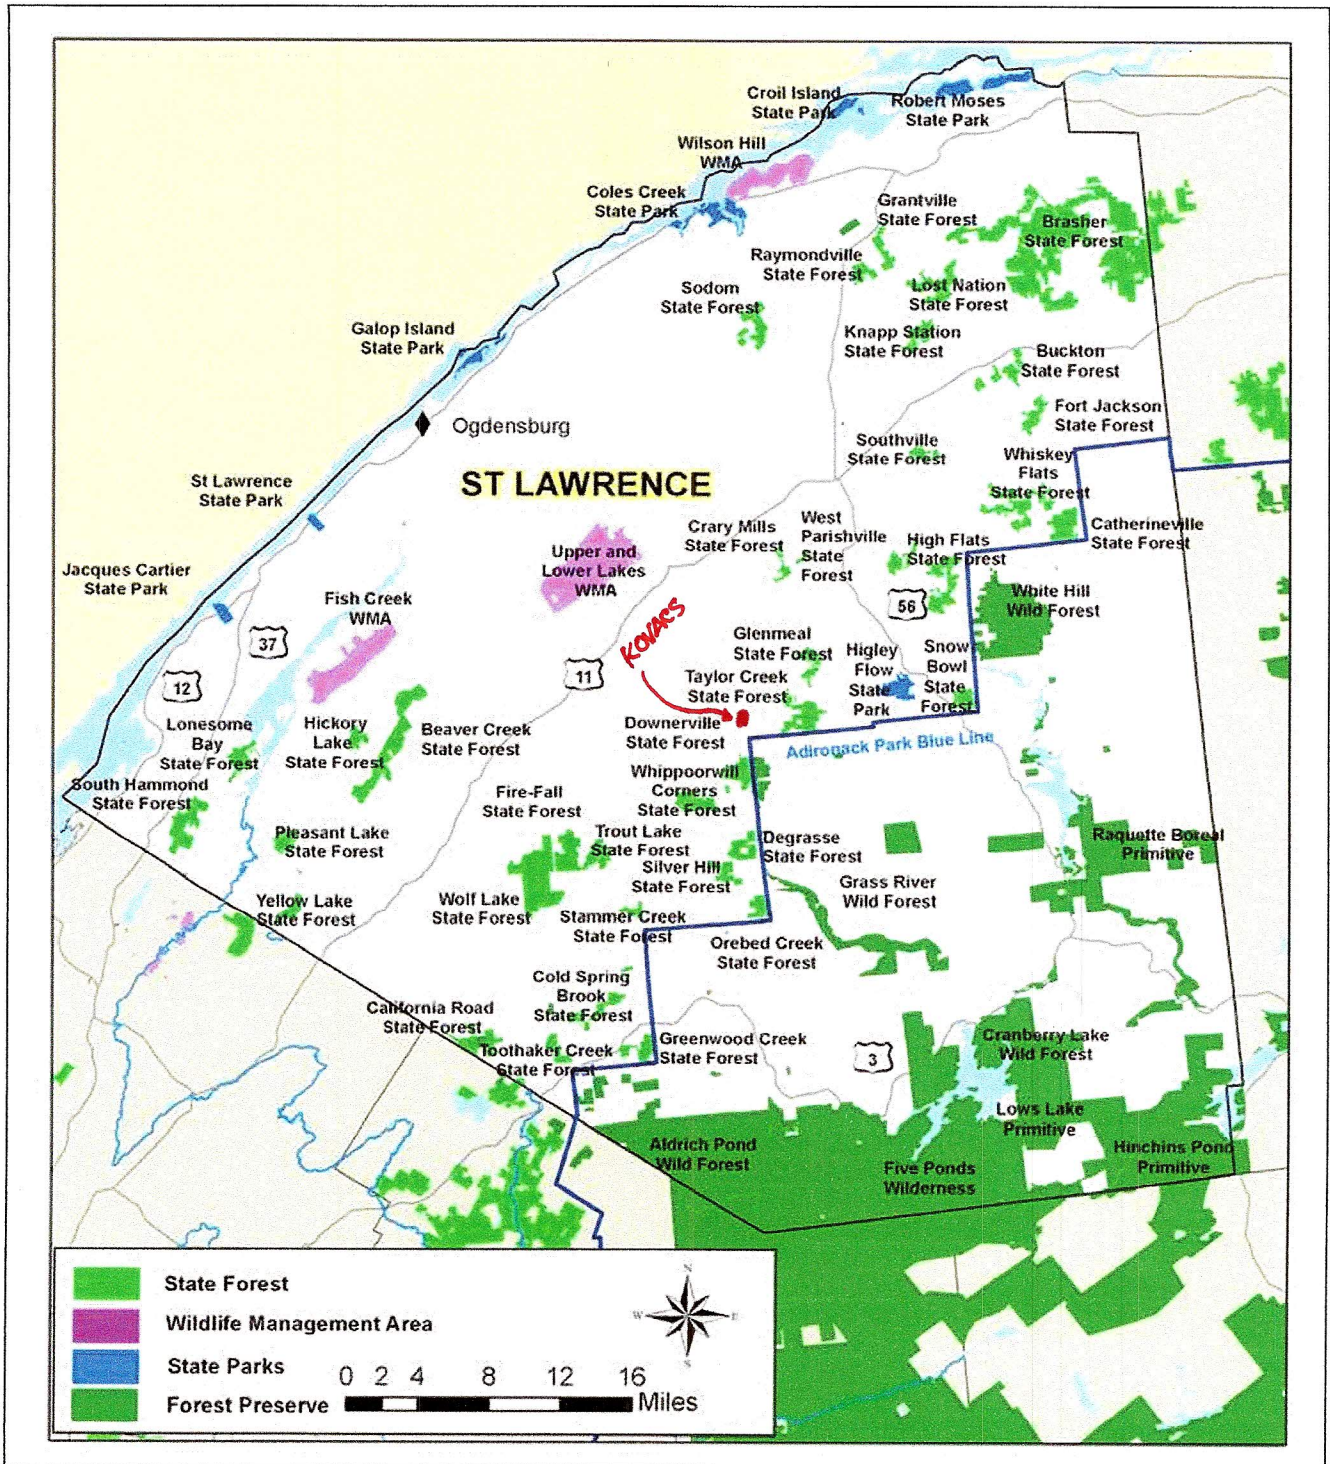 Croil Island
State Park
Robert Moses
State Park
Wilson Hill
WMA
Coles Creek
State Park
Grantville
State Forest
Brasher
State Forest
Raymondville
State Forest
Sodom
State Forest
Lost Nation
State Forest
Galop Island
State Park
Knapp Station
State Forest
Buckton
State Forest
Ogdensburg
Fort Jackson
State Forest
Southville
State Forest
Whiskey
Flats
State Forest
ST LAWRENCE
St Lawrence
State Park
Crary Mills
State Forest
West
Parishville
State
Forest
High Flats
State Forest
Catherineville
State Forest
Upper and
Lower Lakes
WMA
Jacques Cartier
State Park
Fish Creek
WMA
White Hill
Wild Forest
56
KOVACS
37
Glenmeal
State Forest
Higley
Flow
State
Park
Snow
Bowl
State
Forest
11
12
Taylor Creek
State Forest
Lonesome
Bay
State Forest
Hickory
Lake
State Forest
Beaver Creek
State Forest
Downerville
State Forest
Adironack Park Blue Line
South Hammond
State Forest
Whippoorwill
Corners
State Forest
Fire-Fall
State Forest
Pleasant Lake
State Forest
Trout Lake
State Forest
Degrasse
State Forest
Raquette Boreal
Primitive
Silver Hill
State Forest
Grass River
Wild Forest
Yellow Lake
State Forest
Wolf Lake
State Forest
Stammer Creek
State Forest
Orebed Creek
State Forest
Cold Spring
Brook
State Forest
California Road
State Forest
Toothaker Creek
State Forest
Greenwood Creek
State Forest
3
Cranberry Lake
Wild Forest
Lows Lake
Primitive
Aldrich Pond
Wild Forest
Five Ponds
Wilderness
Hinchins Pond
Primitive
State Forest
Wildlife Management Area
State Parks
Forest Preserve
N
W
E
S
0 2 4 8 12 16
Miles